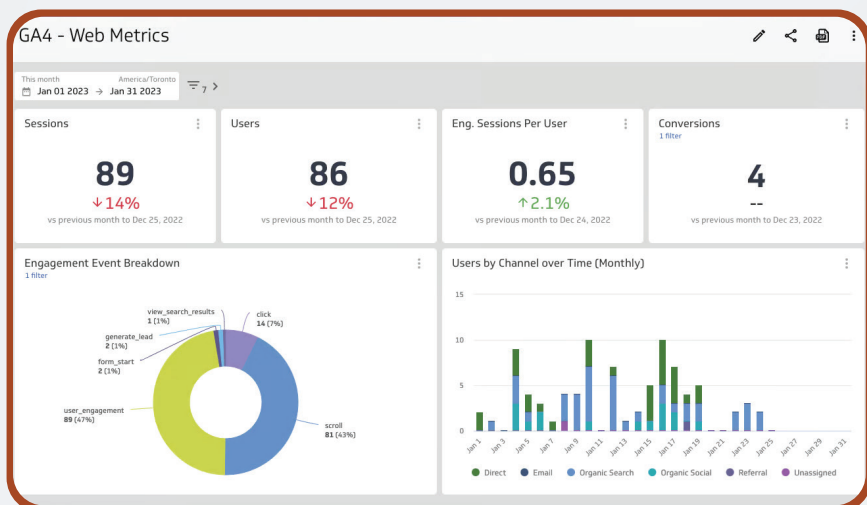 GA4 - Web Metrics
PDF
This month America/Toronto
Jan 01 2023 → Jan 31 2023
7
Sessions
89
↓14%
vs previous month to Dec 25, 2022
Users
86
↓12%
vs previous month to Dec 25, 2022
Eng. Sessions Per User
0.65
↑2.1%
vs previous month to Dec 24, 2022
Conversions
1 filter
4
--
vs previous month to Dec 23, 2022
Engagement Event Breakdown
1 filter
view_search_results
1 (1%)
click
14 (7%)
generate_lead
2 (1%)
form_start
2 (1%)
user_engagement
89 (47%)
scroll
81 (43%)
Users by Channel over Time (Monthly)
15
10
5
0
Jan 1 Jan 3 Jan 5 Jan 7 Jan 9 Jan 11 Jan 13 Jan 15 Jan 17 Jan 19 Jan 21 Jan 23 Jan 25 Jan 27 Jan 29 Jan 31
Direct Email Organic Search Organic Social Referral Unassigned